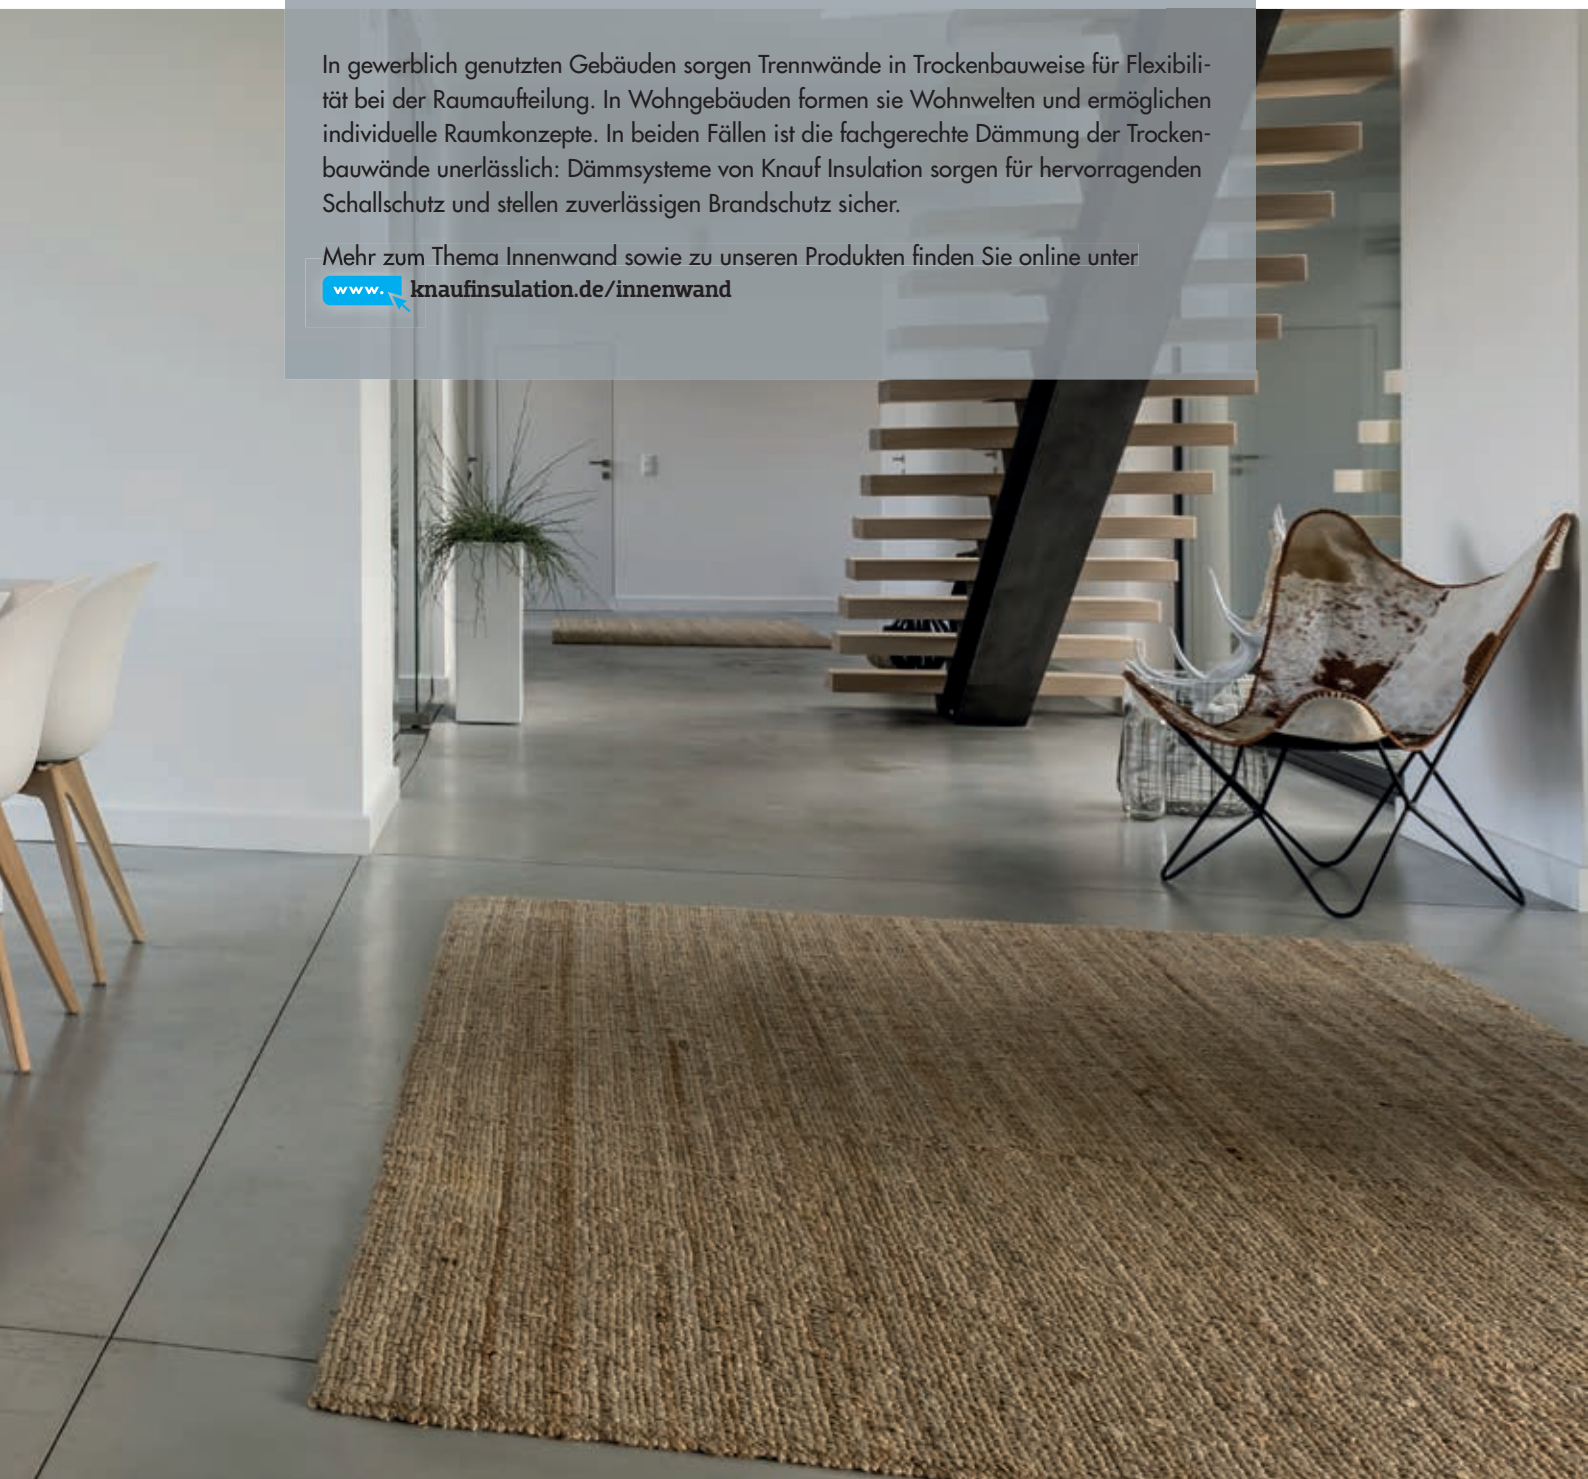 In gewerblich genutzten Gebäuden sorgen Trennwände in Trockenbauweise für Flexibili-
tät bei der Raumaufteilung. In Wohngebäuden formen sie Wohnwelten und ermöglichen
individuelle Raumkonzepte. In beiden Fällen ist die fachgerechte Dämmung der Trocken-
bauwände unerlässlich: Dämmsysteme von Knauf Insulation sorgen für hervorragenden
Schallschutz und stellen zuverlässigen Brandschutz sicher.
Mehr zum Thema Innenwand sowie zu unseren Produkten finden Sie online unter
www. knaufinsulation.de/innenwand